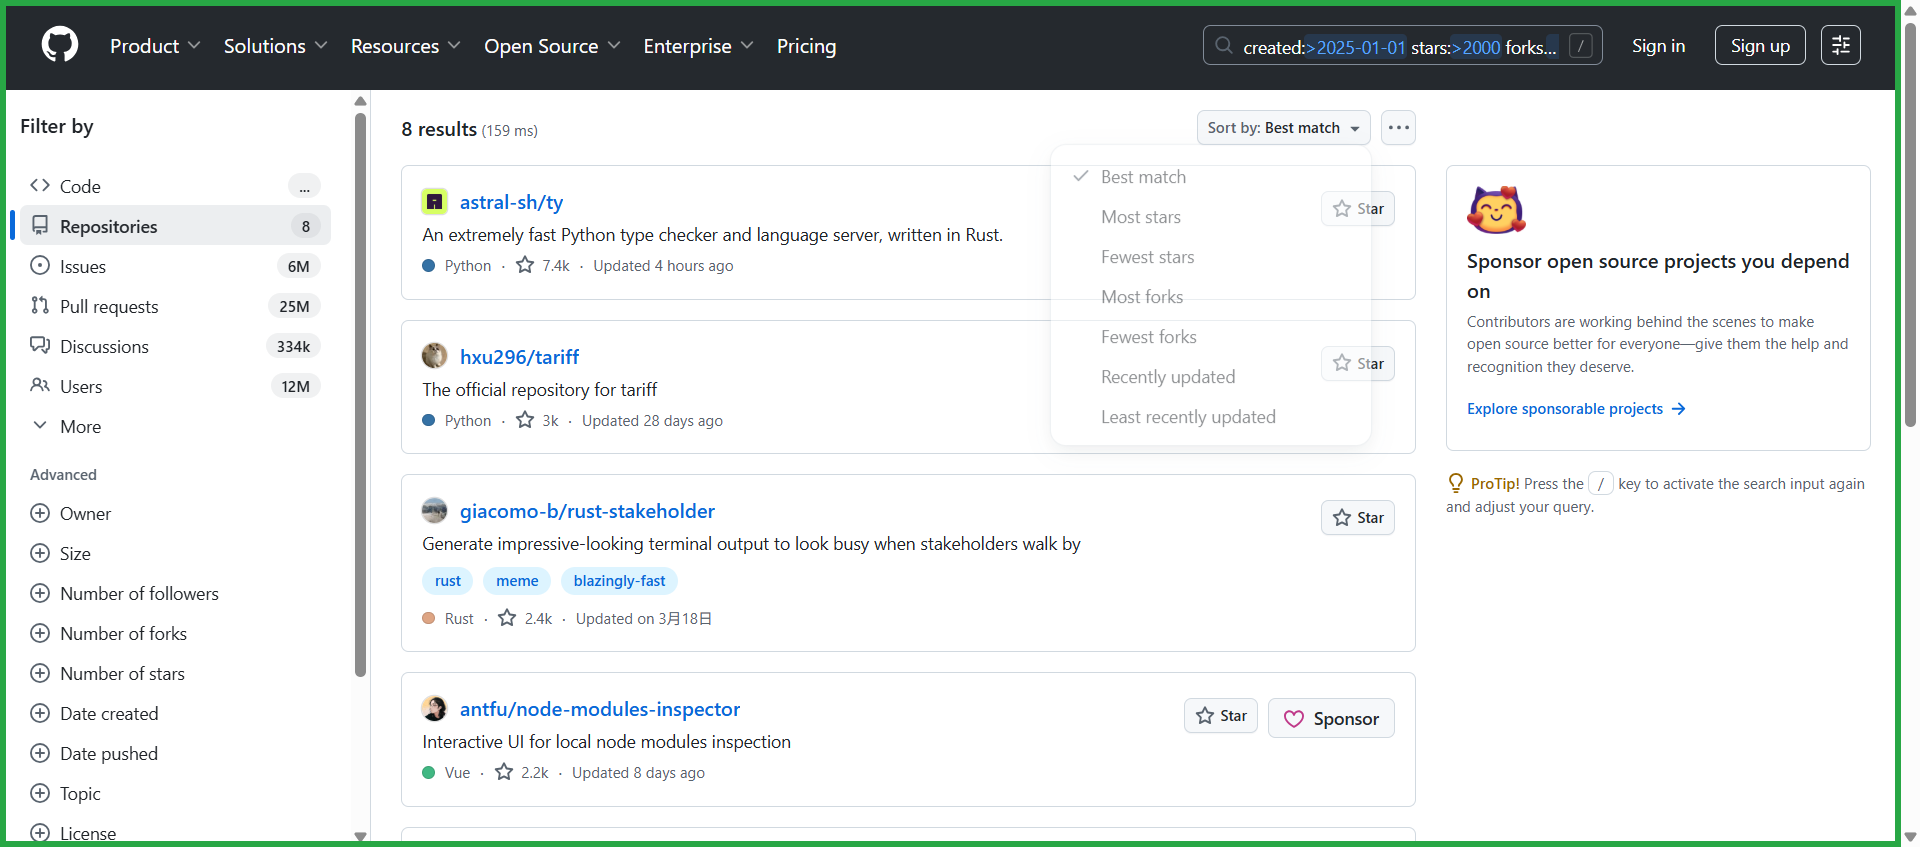 Product
Solutions
Resources
Open Source
Enterprise
Pricing
created:>2025-01-01 stars:>2000 forks...
/
Sign in
Sign up
Filter by
Code
...
Repositories
8
Issues
6M
Pull requests
25M
Discussions
334k
Users
12M
More
Advanced
Owner
Size
Number of followers
Number of forks
Number of stars
Date created
Date pushed
Topic
License
8 results (159 ms)
Sort by: Best match
Best match
Most stars
Fewest stars
Most forks
Fewest forks
Recently updated
Least recently updated
astral-sh/ty
Star
An extremely fast Python type checker and language server, written in Rust.
Python · 7.4k · Updated 4 hours ago
hxu296/tariff
Star
The official repository for tariff
Python · 3k · Updated 28 days ago
giacomo-b/rust-stakeholder
Star
Generate impressive-looking terminal output to look busy when stakeholders walk by
rust meme blazingly-fast
Rust · 2.4k · Updated on 3月18日
antfu/node-modules-inspector
Star
Sponsor
Interactive UI for local node modules inspection
Vue · 2.2k · Updated 8 days ago
Sponsor open source projects you depend
on
Contributors are working behind the scenes to make
open source better for everyone—give them the help and
recognition they deserve.
Explore sponsorable projects
ProTip! Press the / key to activate the search input again
and adjust your query.